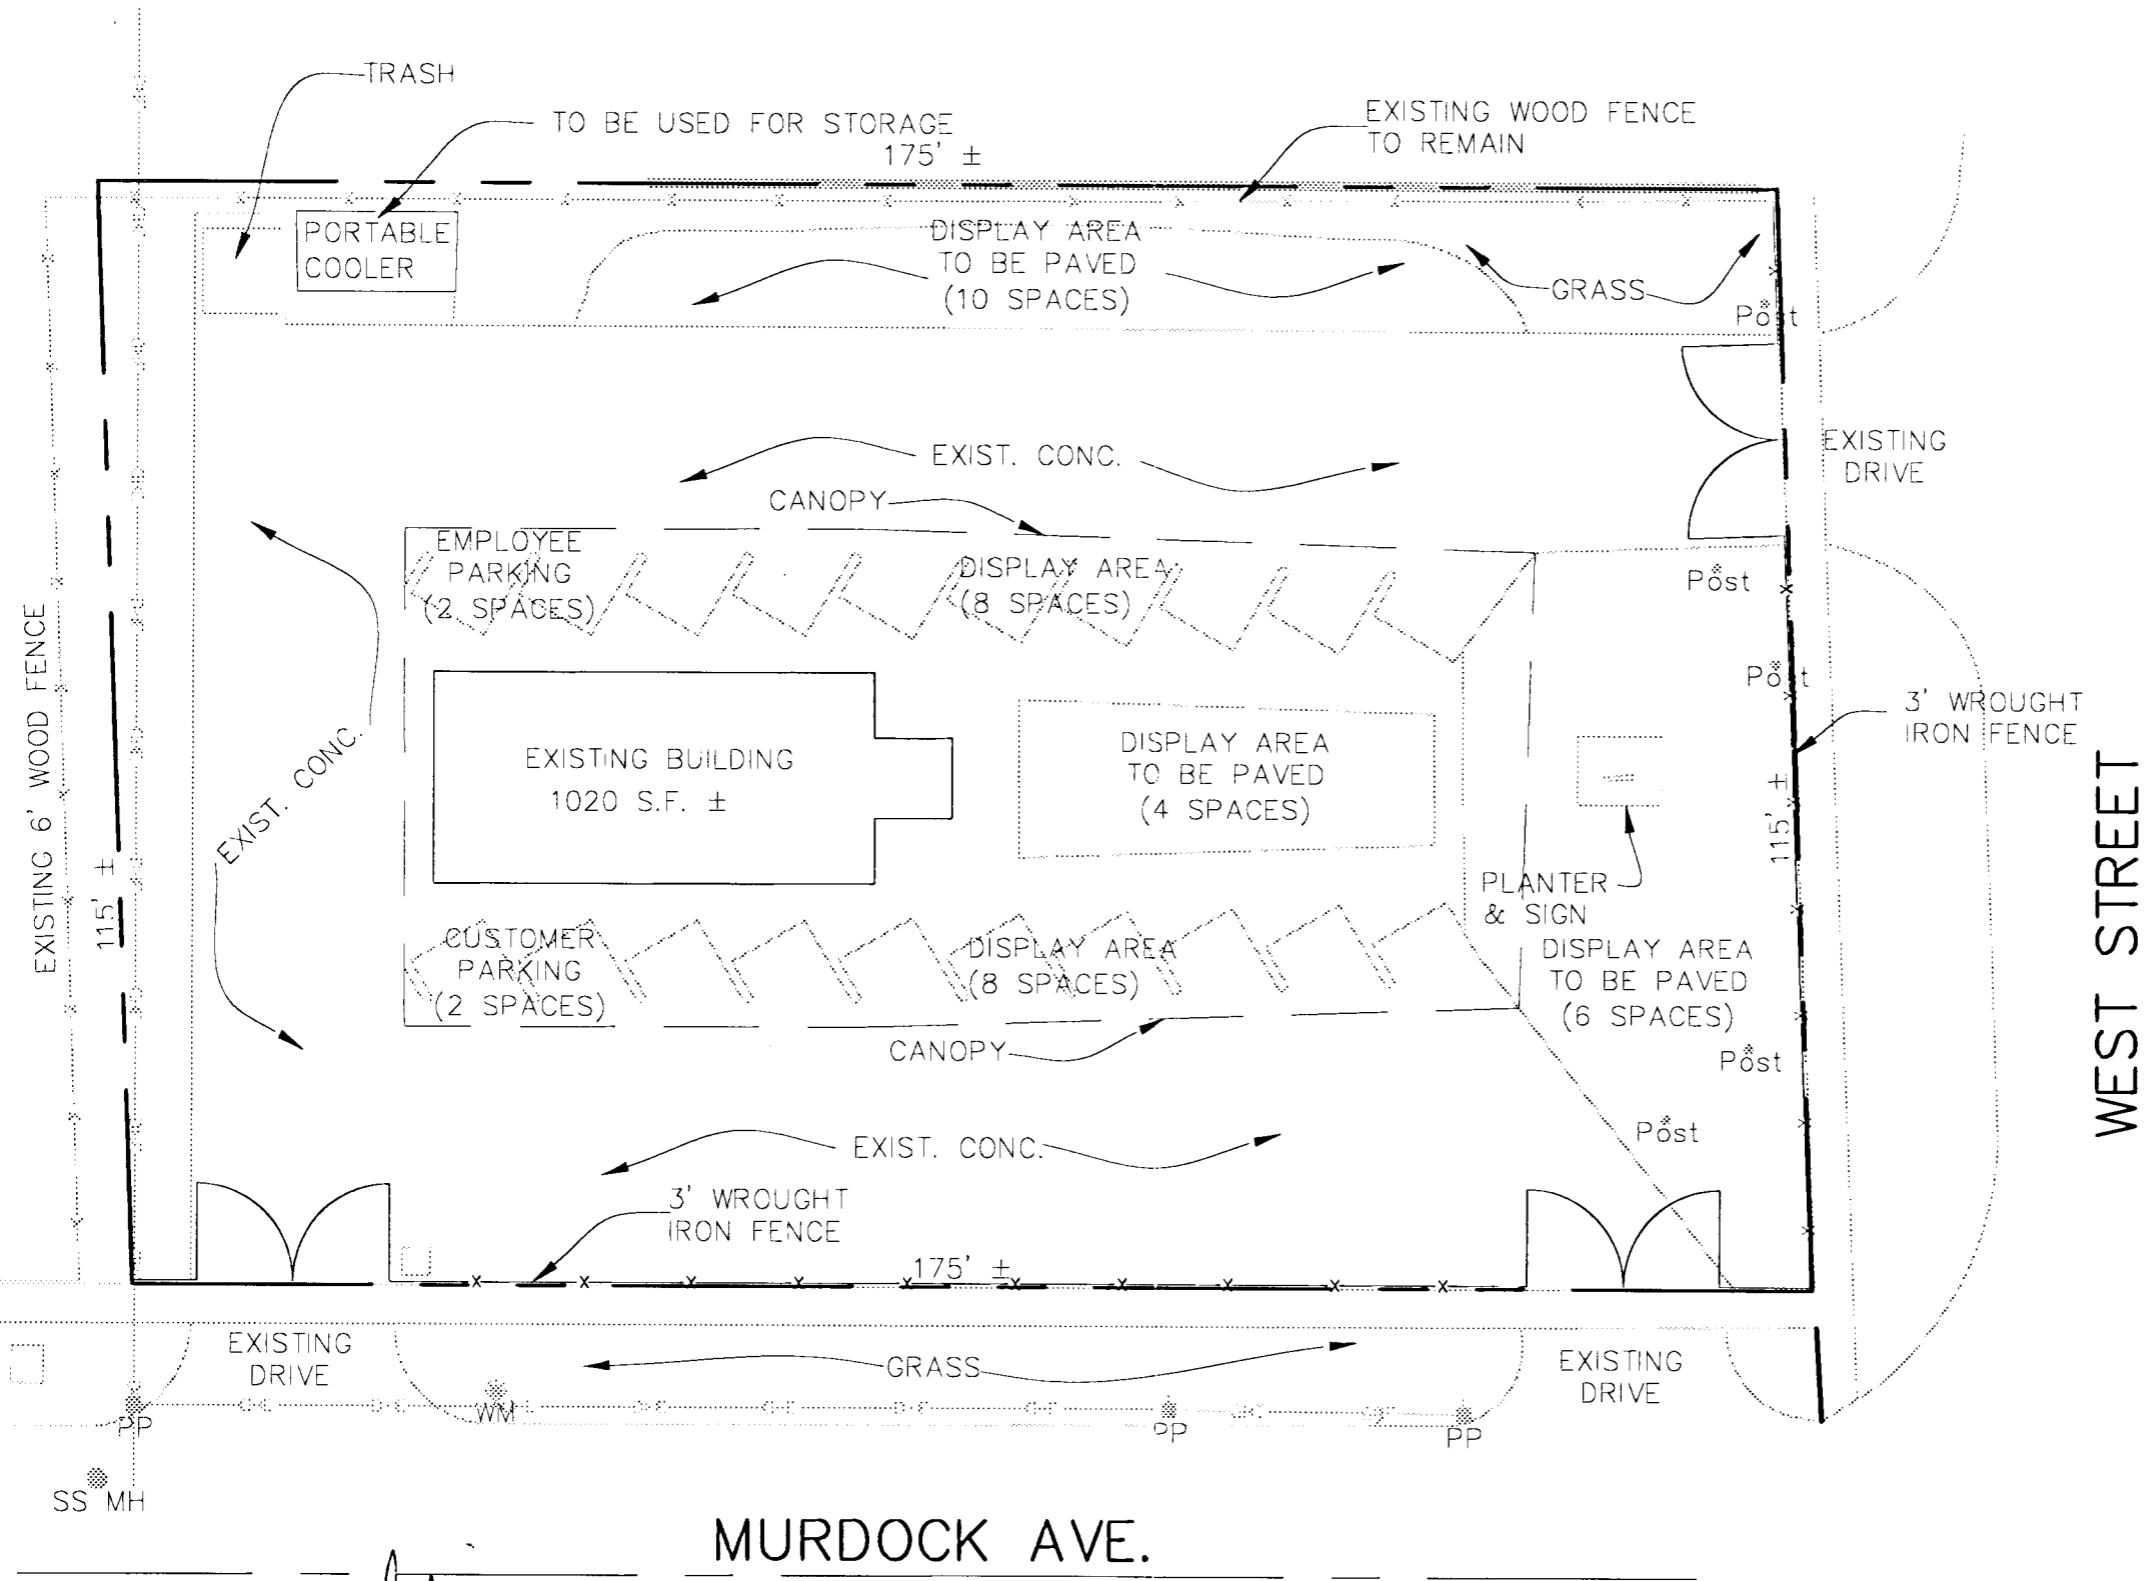 TRASH
TO BE USED FOR STORAGE
175' ±
EXISTING WOOD FENCE
TO REMAIN
PORTABLE
COOLER
DISPLAY AREA
TO BE PAVED
(10 SPACES)
GRASS
Post
EXIST. CONC.
EXISTING
DRIVE
CANOPY
EMPLOYEE
PARKING
(2 SPACES)
DISPLAY AREA
(8 SPACES)
Post
Post
3' WROUGHT
IRON FENCE
EXISTING 6' WOOD FENCE
115' ±
EXIST. CONC.
EXISTING BUILDING
1020 S.F. ±
DISPLAY AREA
TO BE PAVED
(4 SPACES)
115' ±
WEST STREET
PLANTER
& SIGN
CUSTOMER
PARKING
(2 SPACES)
DISPLAY AREA
(8 SPACES)
DISPLAY AREA
TO BE PAVED
(6 SPACES)
CANOPY
Post
Post
EXIST. CONC.
3' WROUGHT
IRON FENCE
175' ±
EXISTING
DRIVE
GRASS
EXISTING
DRIVE
PP
WM
PP
PP
SS MH
MURDOCK AVE.